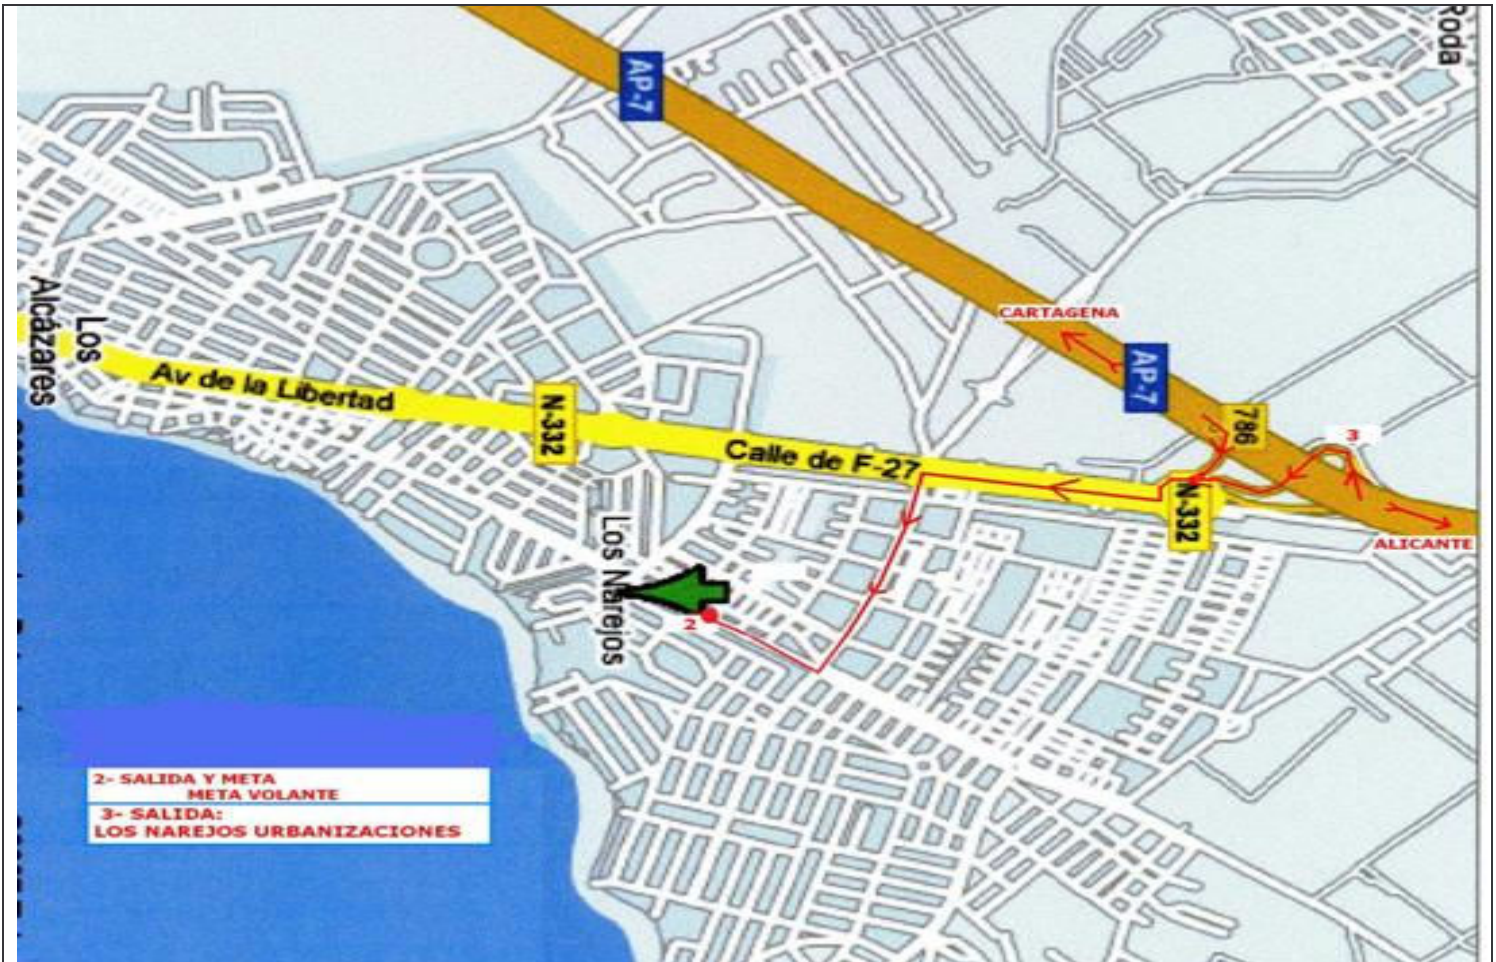 Roda
AP-7
CARTAGENA
AP-7
786
3
Los
Alcázares
Av de la Libertad
N-332
Calle de F-27
N-332
ALICANTE
Los Narejos
2
2- SALIDA Y META
META VOLANTE
3- SALIDA:
LOS NAREJOS URBANIZACIONES